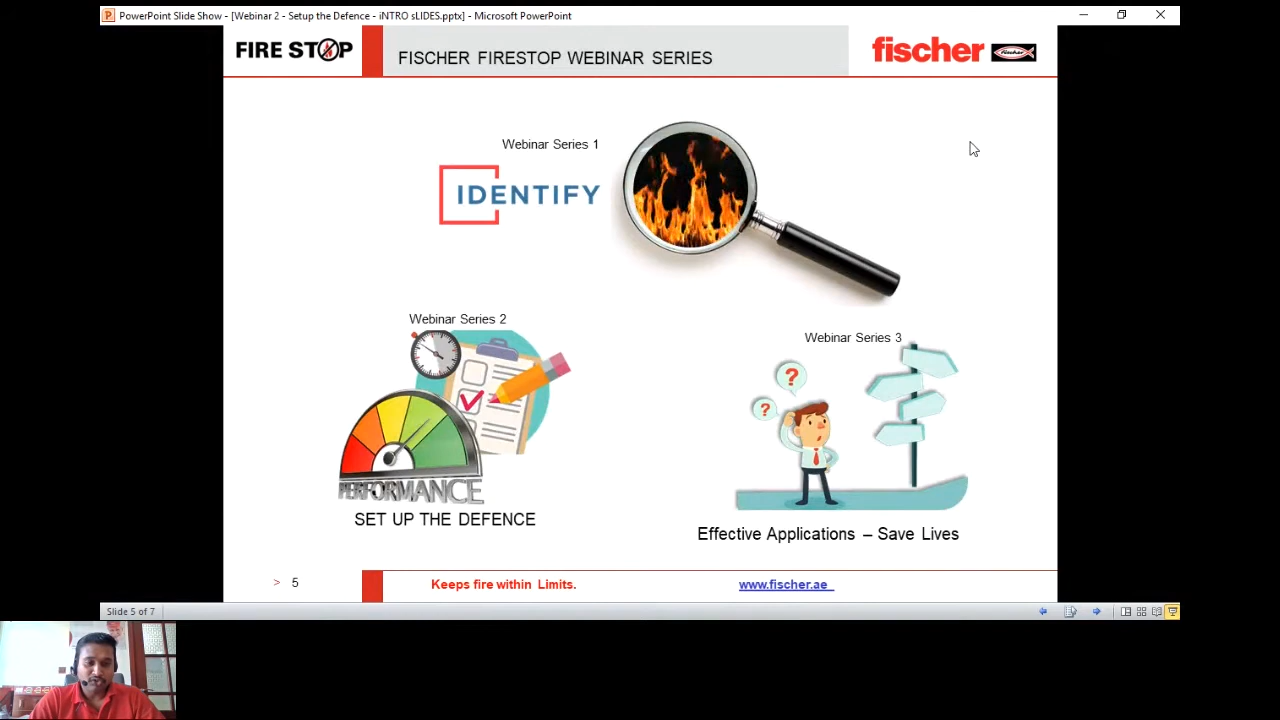 PowerPoint Slide Show - [Webinar 2 - Setup the Defence - iNTRO sLIDES.pptx] - Microsoft PowerPoint
FIRE STOP
FISCHER FIRESTOP WEBINAR SERIES
fischer
fischer
Webinar Series 1
IDENTIFY
Webinar Series 2
Webinar Series 3
?
?
PERFORMANCE
SET UP THE DEFENCE
Effective Applications – Save Lives
> 5
Keeps fire within Limits.
www.fischer.ae
Slide 5 of 7